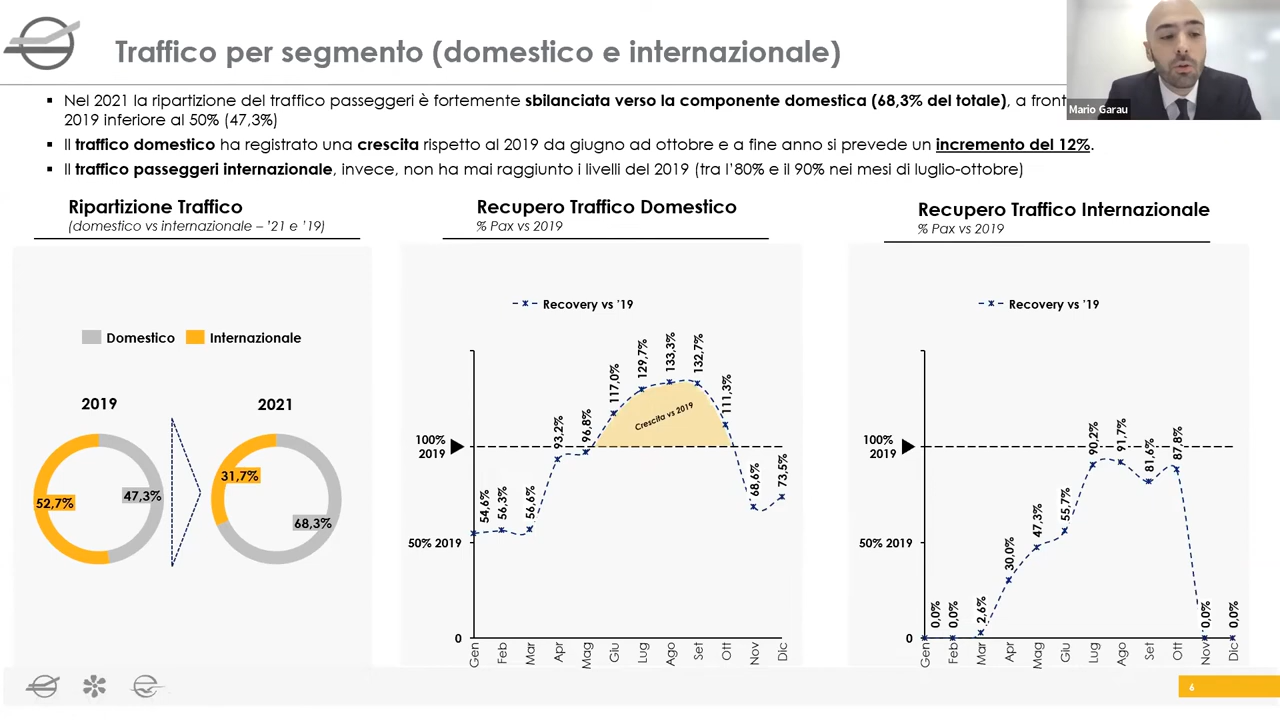 Traffico per segmento (domestico e internazionale)
Mario Garau
▪ Nel 2021 la ripartizione del traffico passeggeri è fortemente sbilanciata verso la componente domestica (68,3% del totale), a front
2019 inferiore al 50% (47,3%)
▪ Il traffico domestico ha registrato una crescita rispetto al 2019 da giugno ad ottobre e a fine anno si prevede un incremento del 12%.
▪ Il traffico passeggeri internazionale, invece, non ha mai raggiunto i livelli del 2019 (tra l'80% e il 90% nei mesi di luglio-ottobre)
Ripartizione Traffico
(domestico vs internazionale – '21 e '19)
Domestico Internazionale
2019
52,7%
47,3%
2021
31,7%
68,3%
Recupero Traffico Domestico
% Pax vs 2019
Recovery vs '19
100%
2019
50% 2019
0
54,6%
56,3%
56,6%
93,2%
96,8%
117,0%
129,7%
133,3%
132,7%
111,3%
68,6%
73,5%
Crescita vs 2019
Gen
Feb
Mar
Apr
Mag
Giu
Lug
Ago
Set
Ott
Nov
Dic
Recupero Traffico Internazionale
% Pax vs 2019
Recovery vs '19
100%
2019
50% 2019
0
0,0%
0,0%
2,6%
30,0%
47,3%
55,7%
90,2%
91,7%
81,6%
87,8%
0,0%
0,0%
Gen
Feb
Mar
Apr
Mag
Giu
Lug
Ago
Set
Ott
Nov
Dic
6